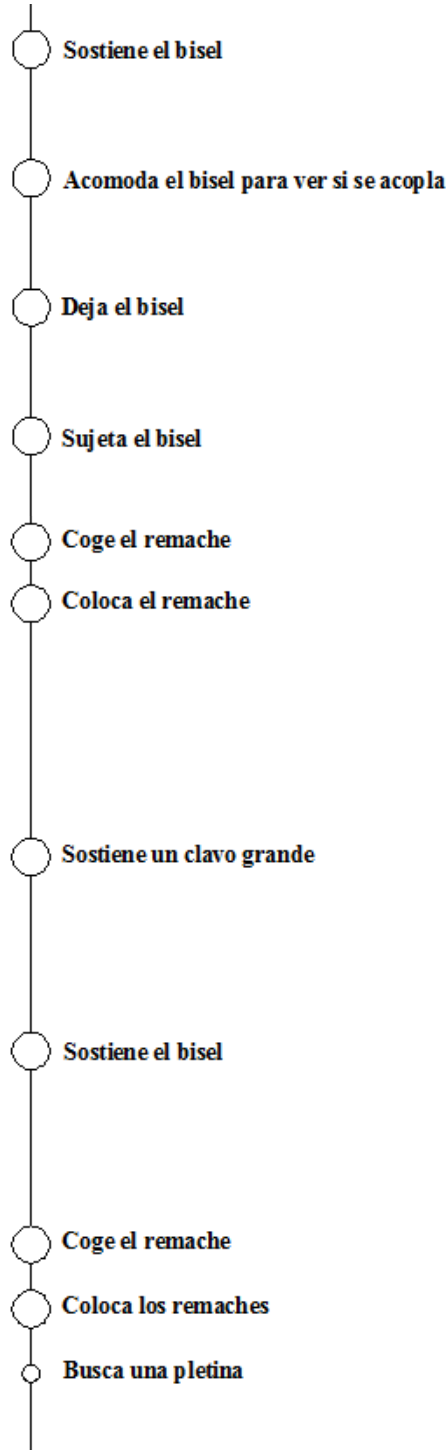 Sostiene el bisel
Acomoda el bisel para ver si se acopla
Deja el bisel
Sujeta el bisel
Coge el remache
Coloca el remache
Sostiene un clavo grande
Sostiene el bisel
Coge el remache
Coloca los remaches
Busca una pletina